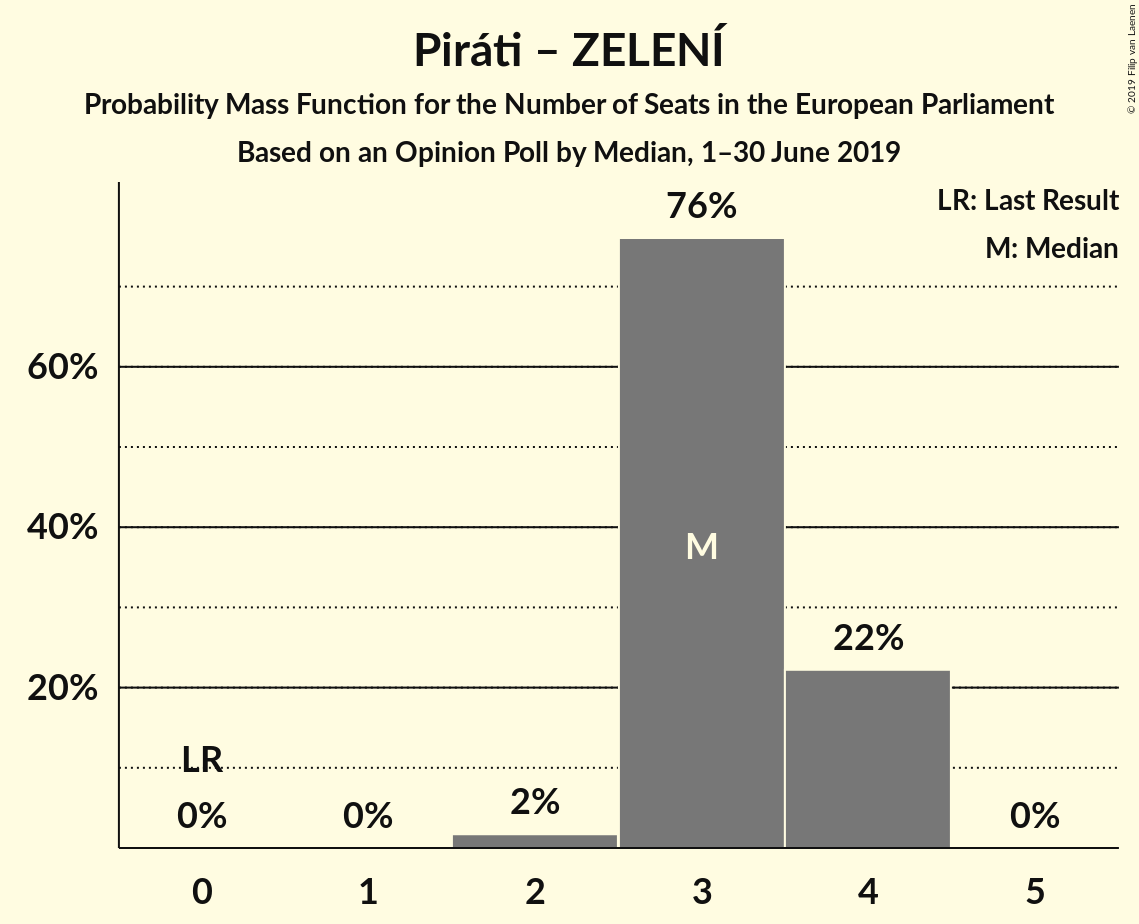 Piráti – ZELENÍ
Probability Mass Function for the Number of Seats in the European Parliament
Based on an Opinion Poll by Median, 1–30 June 2019
© 2019 Filip van Laenen
LR: Last Result
M: Median
76%
60%
M
40%
22%
20%
LR
0%
0%
2%
0%
0 1 2 3 4 5